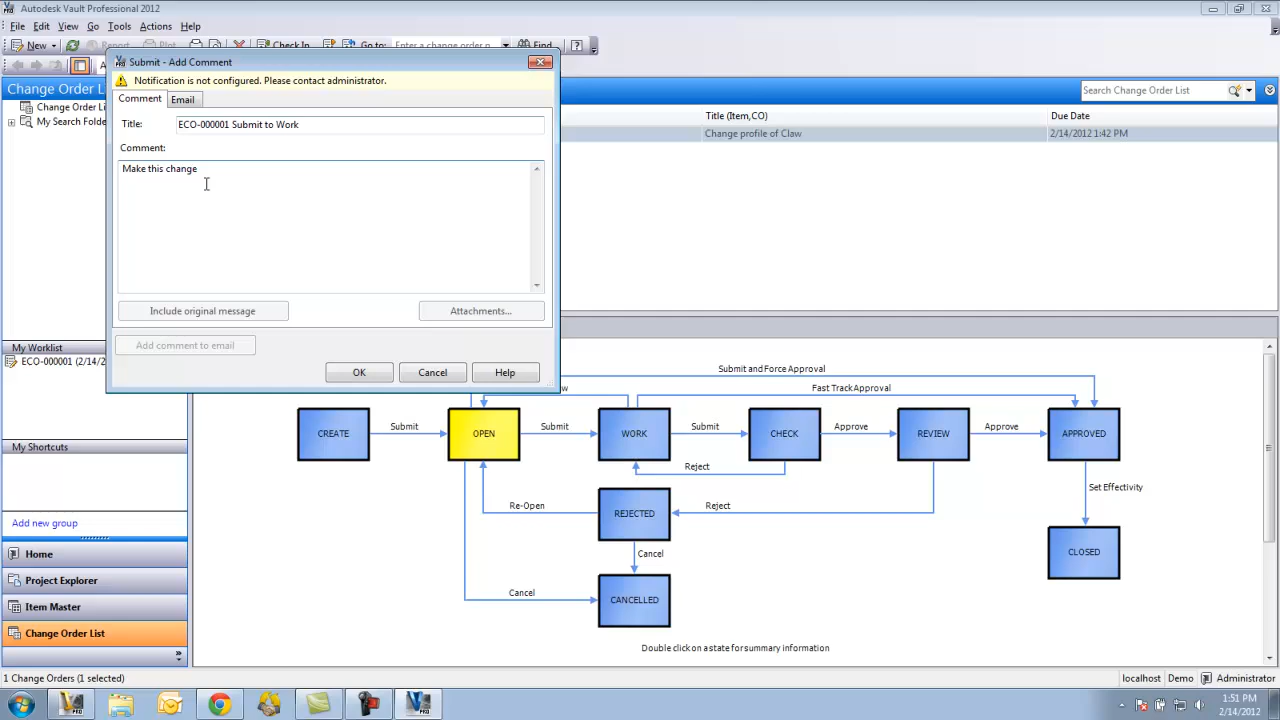 Autodesk Vault Professional 2012
File Edit View Go Tools Actions Help
New Report Plot Check In Go to: Enter a change order n Find
Submit - Add Comment
Notification is not configured. Please contact administrator.
Comment Email
Title: ECO-000001 Submit to Work
Comment:
Make this change
Include original message Attachments...
Add comment to email
OK Cancel Help
Change Order L
Change Order Li
My Search Folde
Search Change Order List
Title (Item,CO) Due Date
Change profile of Claw 2/14/2012 1:42 PM
My Worklist
ECO-000001 (2/14/2
My Shortcuts
Add new group
Home
Project Explorer
Item Master
Change Order List
Submit and Force Approval
Fast Track Approval
CREATE Submit OPEN Submit WORK Submit CHECK Approve REVIEW Approve APPROVED
Reject
Set Effectivity
Re-Open REJECTED Reject
Cancel
CLOSED
Cancel CANCELLED
Double click on a state for summary information
1 Change Orders (1 selected)
localhost Demo Administrator
1:51 PM
2/14/2012